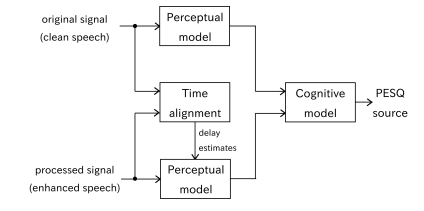 original signal
(clean speech)
Perceptual
model
Time
alignment
delay
estimates
Cognitive
model
PESQ
source
processed signal
(enhanced speech)
Perceptual
model